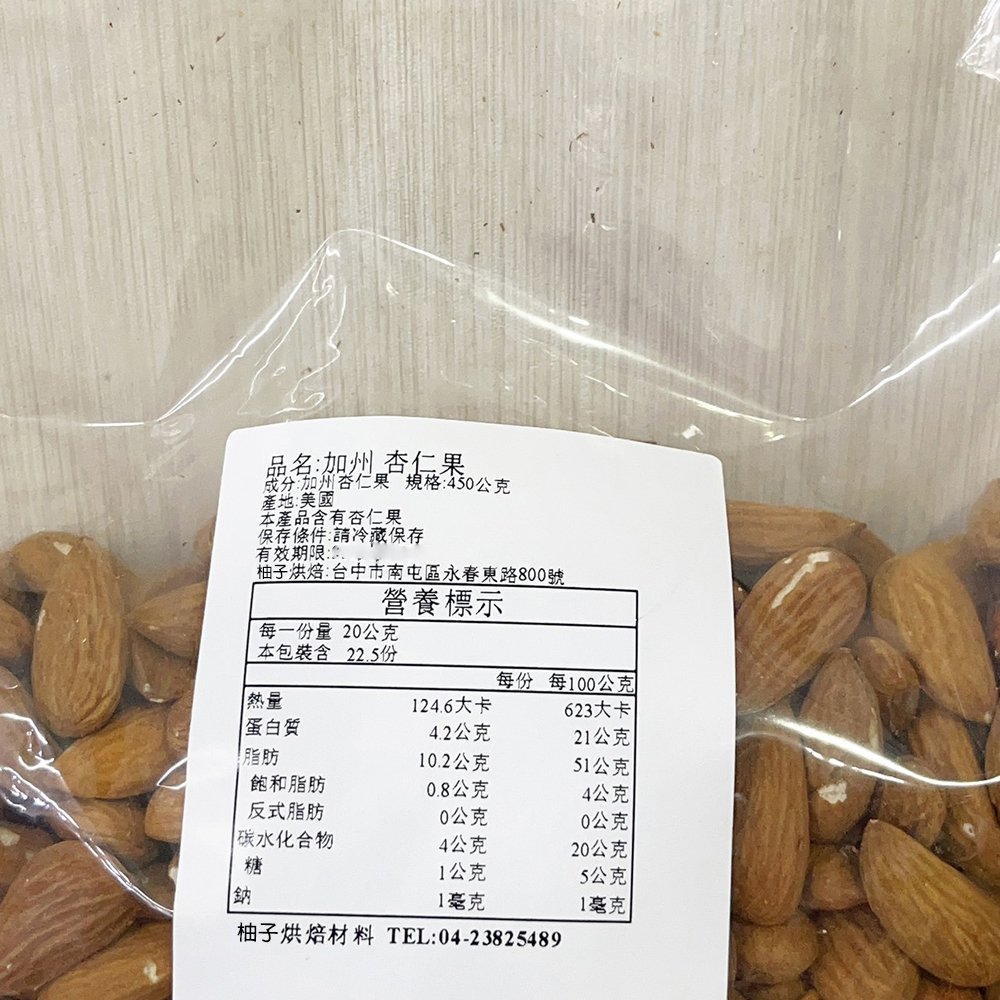 品名:加州 杏仁果
成分:加州杏仁果 規格:450公克
產地:美國
本產品含有杏仁果
保存條件:請冷藏保存
有效期限:
柚子烘焙:台中市南屯區永春東路800號
營養標示
每一份量 20公克
本包裝含 22.5份
每份 每100公克
熱量 124.6大卡 623大卡
蛋白質 4.2公克 21公克
脂肪 10.2公克 51公克
飽和脂肪 0.8公克 4公克
反式脂肪 0公克 0公克
碳水化合物 4公克 20公克
糖 1公克 5公克
鈉 1毫克 1毫克
柚子烘焙材料 TEL:04-23825489